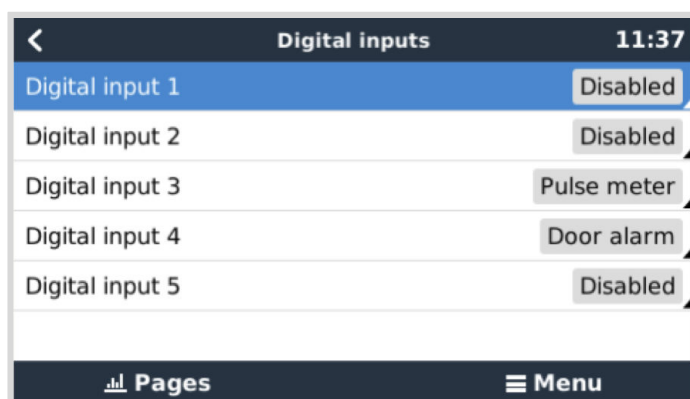 Digital inputs 11:37
Digital input 1 Disabled
Digital input 2 Disabled
Digital input 3 Pulse meter
Digital input 4 Door alarm
Digital input 5 Disabled
Pages Menu